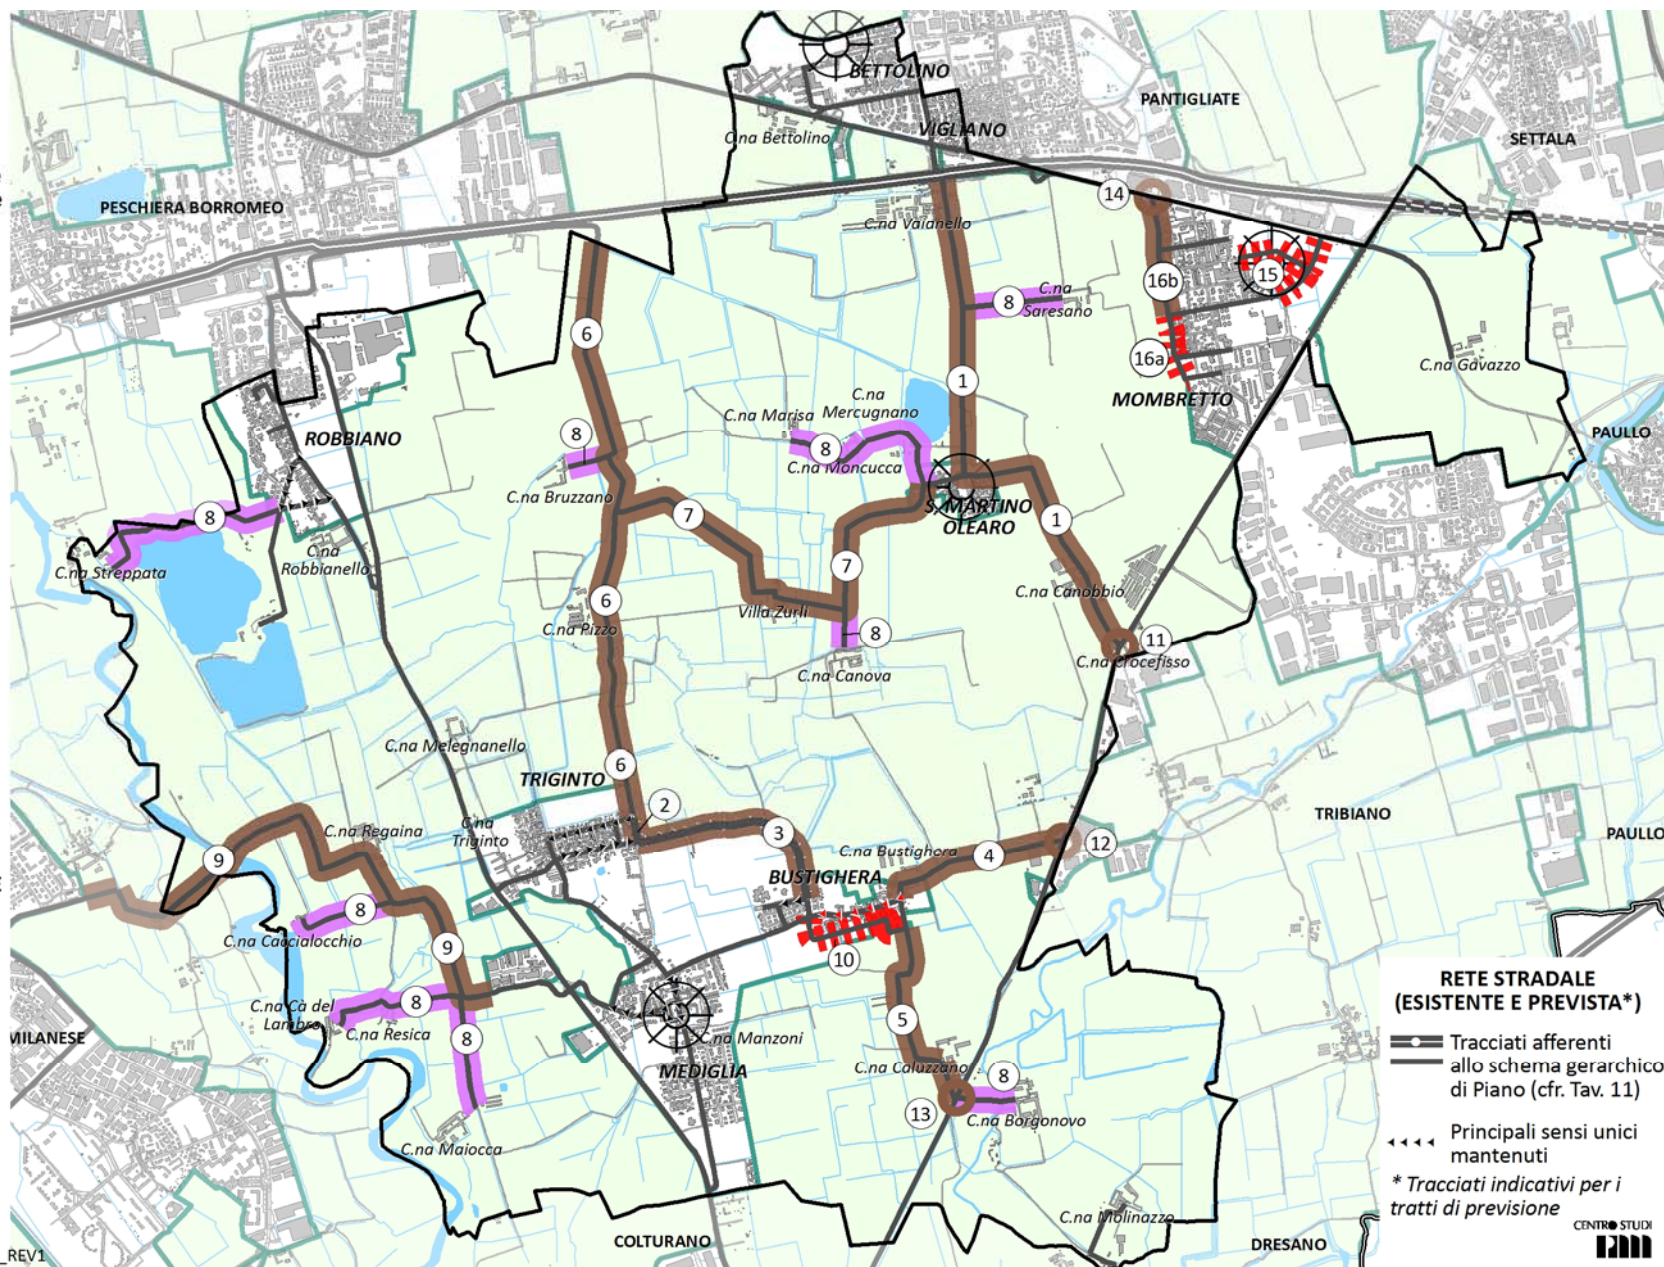 BETTOLINO
PANTIGLIATE
VIGLIANO
C.na Bettolino
SETTALA
PESCHIERA BORROMEO
14
C.na Vaianello
15
16b
8
C.na
Saresano
6
16a
C.na Gavazzo
1
MOMBRETTO
C.na
Mercugnano
C.na Marisa
PAULLO
ROBBIANO
8
8
C.na Moncucca
C.na Bruzzano
S. MARTINO
OLEARO
8
7
1
C.na
Robbianello
C.na Streppata
7
C.na Canobbio
6
Villa Zurli
C.na Pizzo
8
11
C.na Crocefisso
C.na Canova
C.na Melegnanello
6
TRIGINTO
2
TRIBIANO
C.na
Triginto
3
PAULLO
C.na Regaina
12
9
C.na Bustighera
4
BUSTIGHERA
8
C.na Caccialocchio
9
10
RETE STRADALE
(ESISTENTE E PREVISTA*)
Tracciati afferenti
allo schema gerarchico
di Piano (cfr. Tav. 11)
Principali sensi unici
mantenuti
* Tracciati indicativi per i
tratti di previsione
CENTRO STUDI
PIM
C.na Cà del
Lambro
8
5
MILANESE
C.na Resica
8
C.na Manzoni
MEDIGLIA
C.na Caluzzano
8
13
C.na Borgonovo
C.na Maiocca
C.na Molinazzo
COLTURANO
DRESANO
_REV1